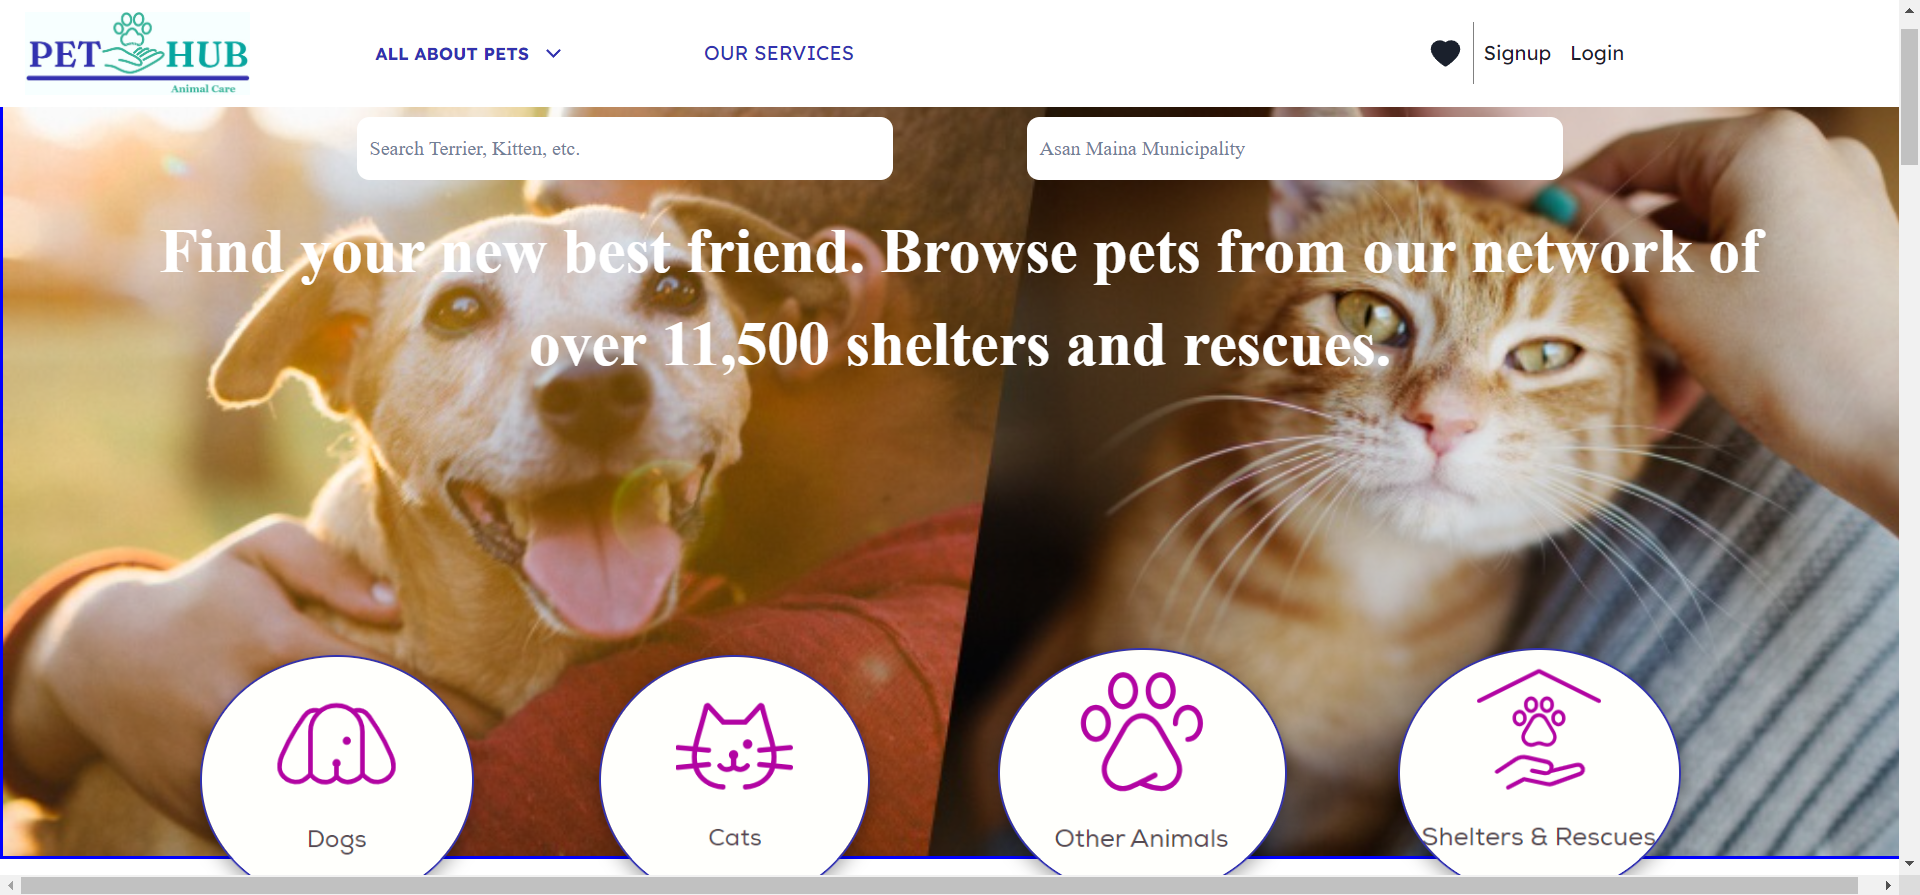 PET HUB
Animal Care
ALL ABOUT PETS
OUR SERVICES
Signup Login
Search Terrier, Kitten, etc.
Asan Maina Municipality
Find your new best friend. Browse pets from our network of
over 11,500 shelters and rescues.
Dogs
Cats
Other Animals
Shelters & Rescues